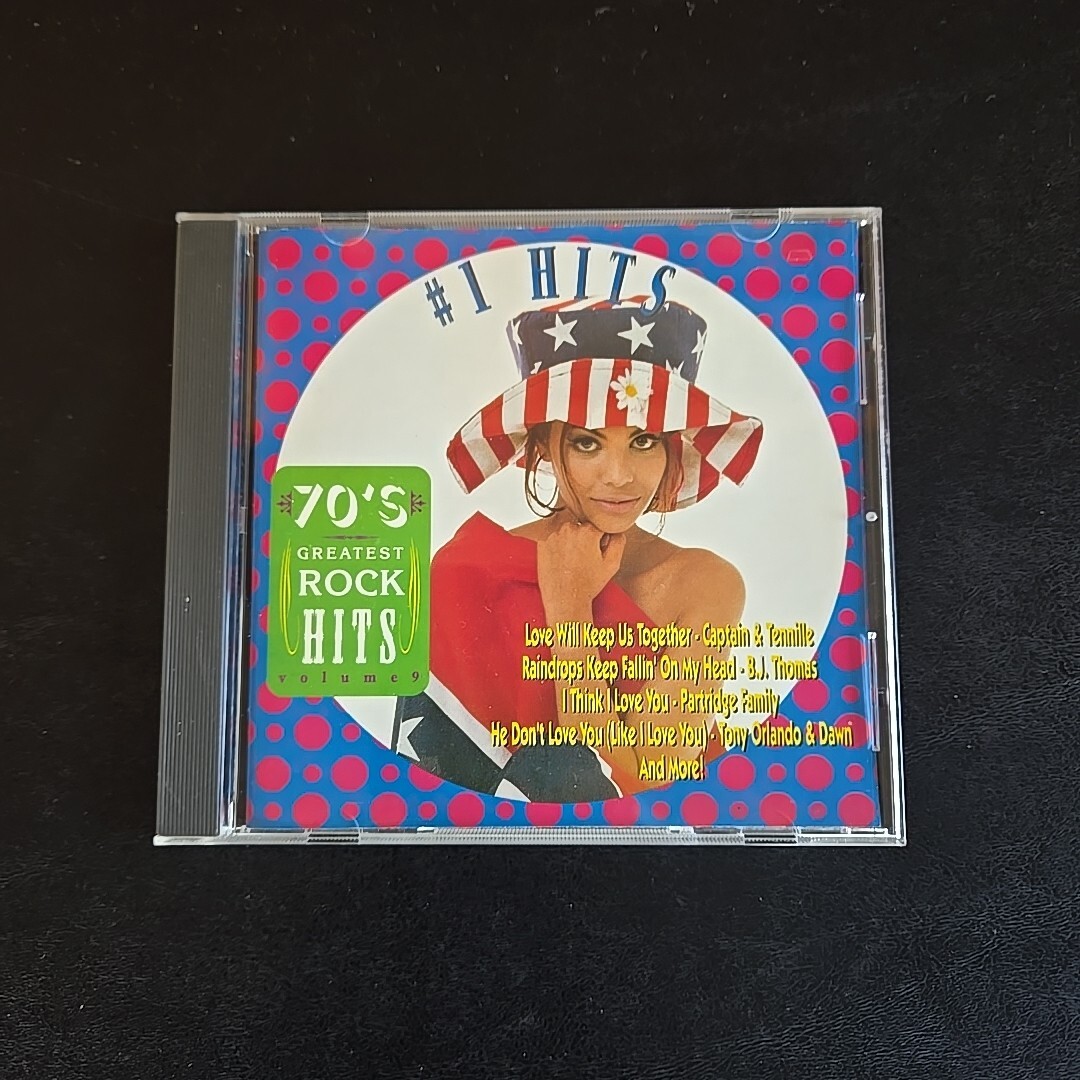 #1 HITS
70'S
GREATEST
ROCK
HITS
volume 9
Love Will Keep Us Together - Captain & Tennille
Raindrops Keep Fallin' On My Head - B.J. Thomas
I Think I Love You - Partridge Family
He Don't Love You (Like I Love You) - Tony Orlando & Dawn
And More!